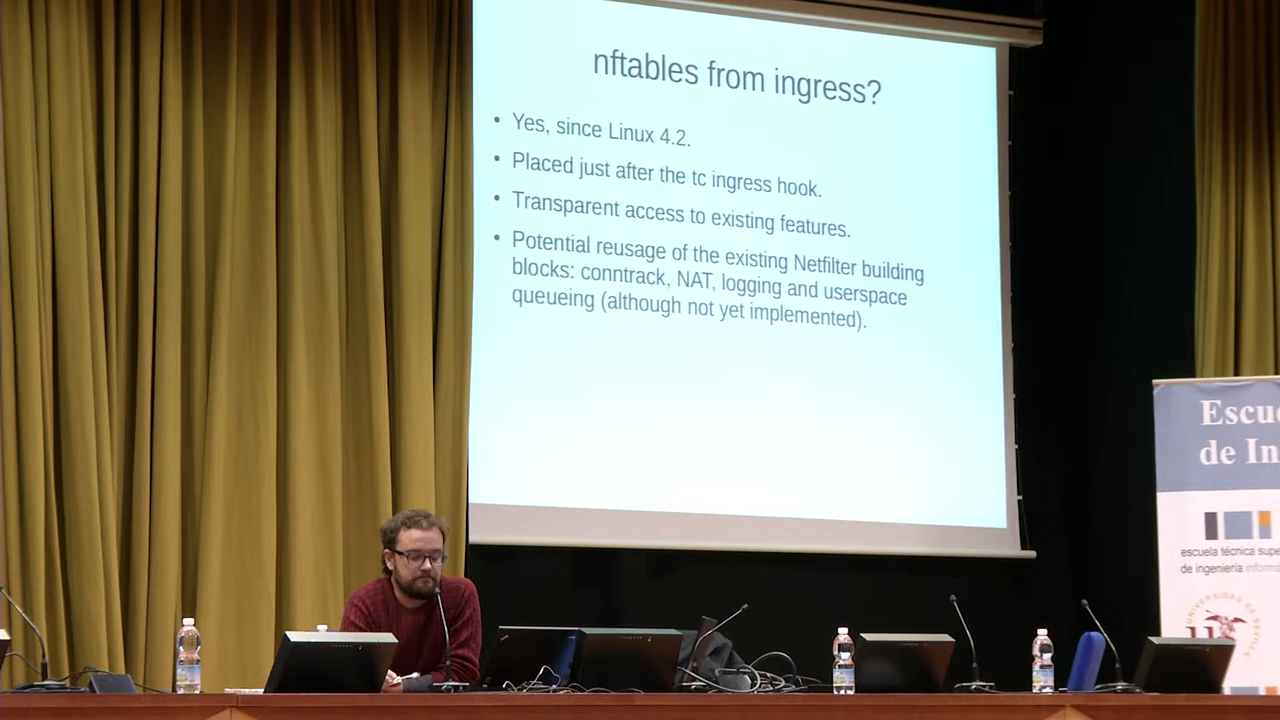 nftables from ingress?
• Yes, since Linux 4.2.
• Placed just after the tc ingress hook.
• Transparent access to existing features.
• Potential reusage of the existing Netfilter building
blocks: conntrack, NAT, logging and userspace
queueing (although not yet implemented).
Escu
de In
escuela técnica supe
de ingeniería informá